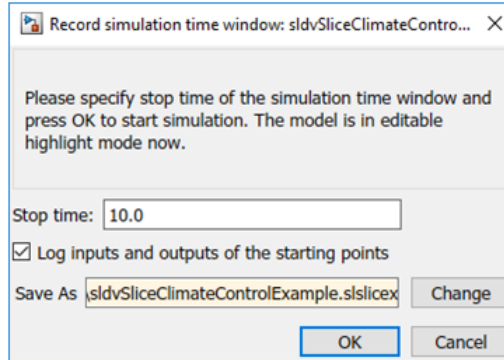 Record simulation time window: sldvSliceClimateContro...
Please specify stop time of the simulation time window and
press OK to start simulation. The model is in editable
highlight mode now.
Stop time: 10.0
Log inputs and outputs of the starting points
Save As \sldvSliceClimateControlExample.slslicex Change
OK Cancel